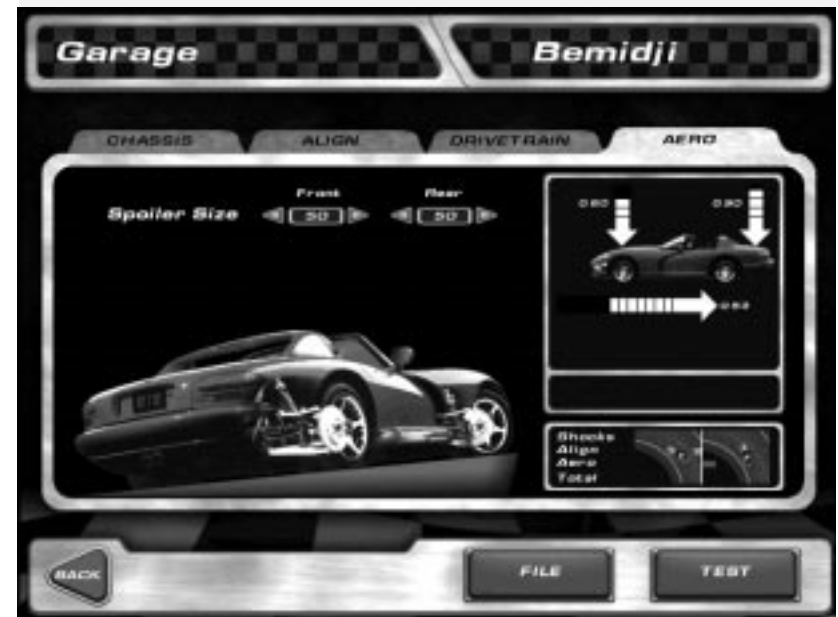 Garage
Bemidji
CHASSIS
ALIGN
DRIVETRAIN
AERO
Front Rear
Spoiler Size 50 50
Shocks
Align
Aero
Total
BACK
FILE
TEST